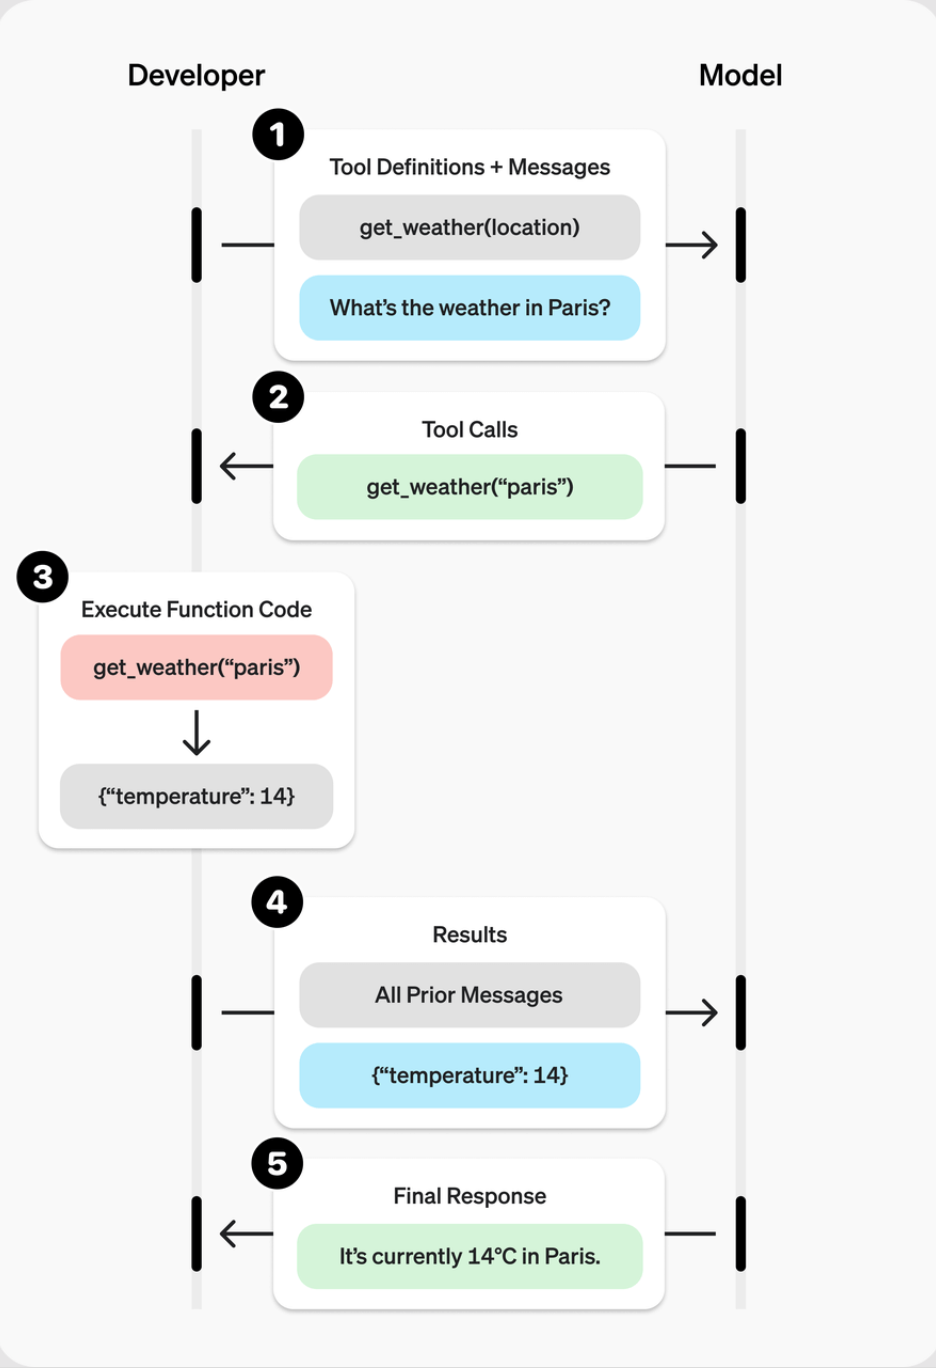 Developer
Model
1
Tool Definitions + Messages
get_weather(location)
What’s the weather in Paris?
2
Tool Calls
get_weather(“paris”)
3
Execute Function Code
get_weather(“paris”)
{“temperature”: 14}
4
Results
All Prior Messages
{“temperature”: 14}
5
Final Response
It’s currently 14°C in Paris.